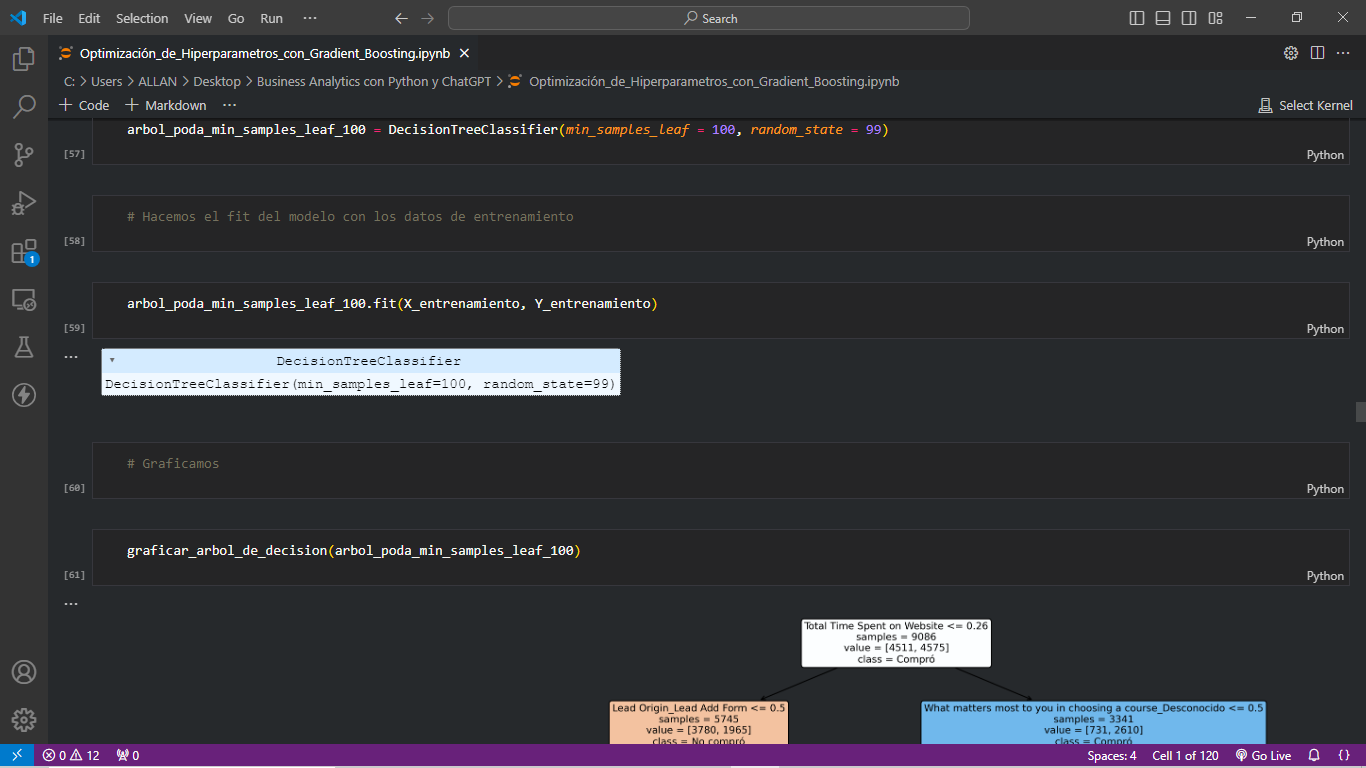 File Edit Selection View Go Run ··· Search
Optimización_de_Hiperparametros_con_Gradient_Boosting.ipynb
C: > Users > ALLAN > Desktop > Business Analytics con Python y ChatGPT > Optimización_de_Hiperparametros_con_Gradient_Boosting.ipynb
+ Code + Markdown ··· Select Kernel
arbol_poda_min_samples_leaf_100 = DecisionTreeClassifier(min_samples_leaf = 100, random_state = 99)
[57] Python
# Hacemos el fit del modelo con los datos de entrenamiento
[58] Python
arbol_poda_min_samples_leaf_100.fit(X_entrenamiento, Y_entrenamiento)
[59] Python
DecisionTreeClassifier
DecisionTreeClassifier(min_samples_leaf=100, random_state=99)
# Graficamos
[60] Python
graficar_arbol_de_decision(arbol_poda_min_samples_leaf_100)
[61] Python
Total Time Spent on Website <= 0.26
samples = 9086
value = [4511, 4575]
class = Compró
Lead Origin_Lead Add Form <= 0.5
samples = 5745
value = [3780, 1965]
class = No compró
What matters most to you in choosing a course_Desconocido <= 0.5
samples = 3341
value = [731, 2610]
class = Compró
1
0 12 0 Spaces: 4 Cell 1 of 120 Go Live {}